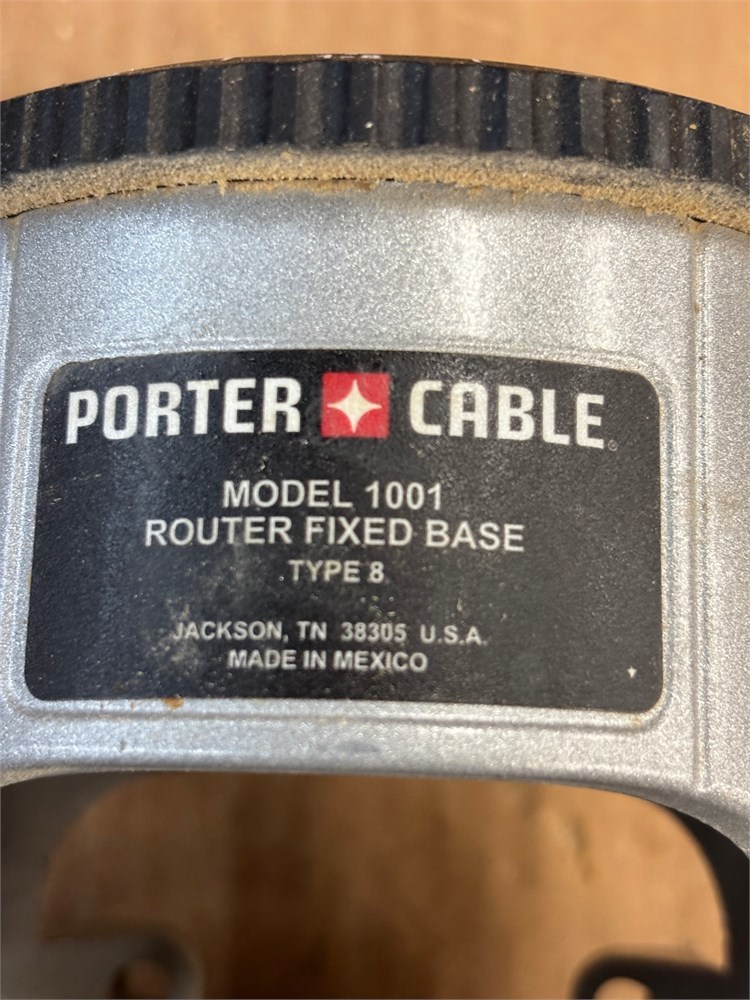 PORTER CABLE®
MODEL 1001
ROUTER FIXED BASE
TYPE 8
JACKSON, TN 38305 U.S.A.
MADE IN MEXICO